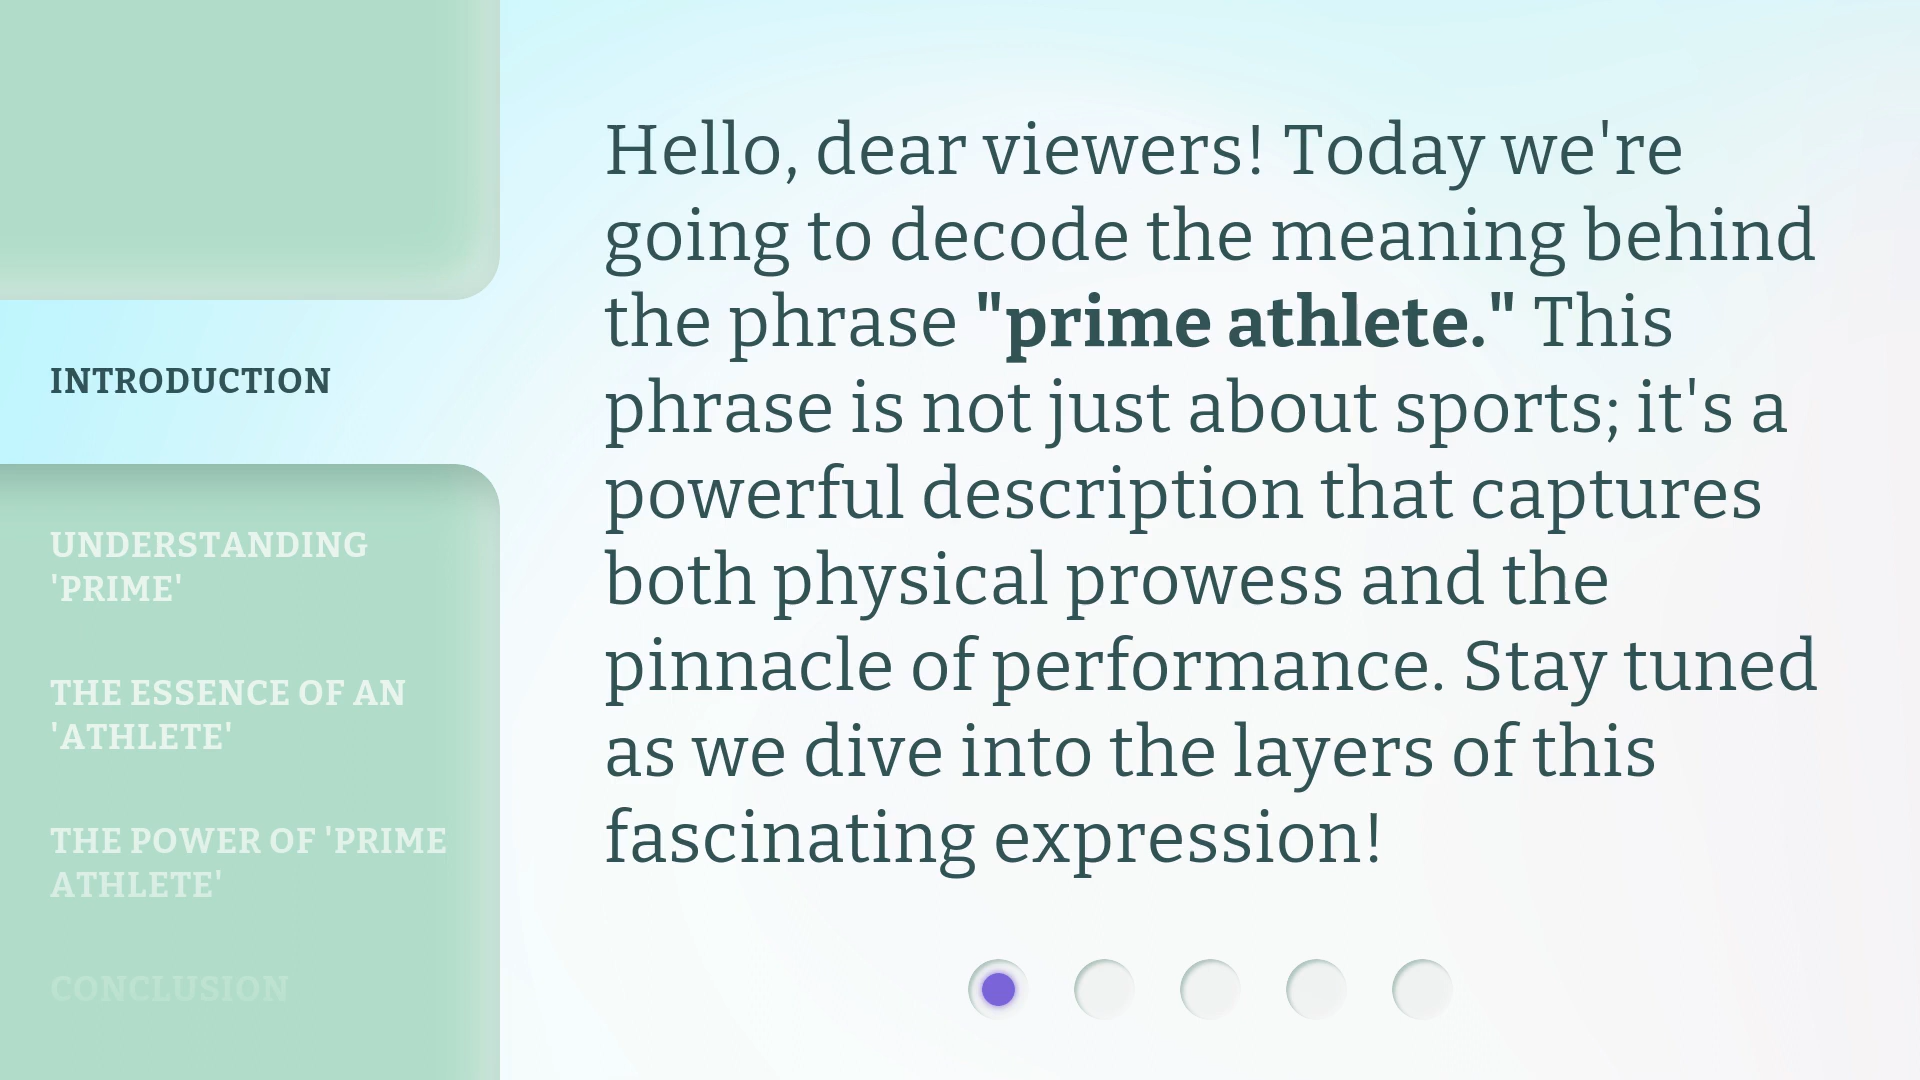 INTRODUCTION
UNDERSTANDING
'PRIME'
THE ESSENCE OF AN
'ATHLETE'
THE POWER OF 'PRIME
ATHLETE'
CONCLUSION
Hello, dear viewers! Today we're
going to decode the meaning behind
the phrase "prime athlete." This
phrase is not just about sports; it's a
powerful description that captures
both physical prowess and the
pinnacle of performance. Stay tuned
as we dive into the layers of this
fascinating expression!